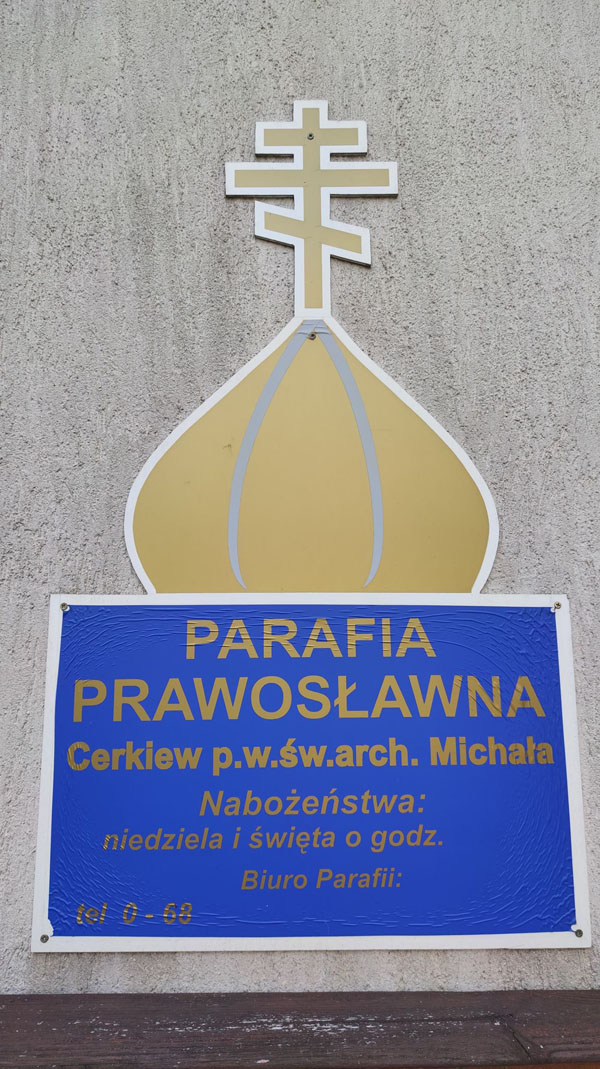 PARAFIA
PRAWOSŁAWNA
Cerkiew p.w.św.arch. Michała
Nabożeństwa:
niedziela i święta o godz.
Biuro Parafii:
tel 0 - 68